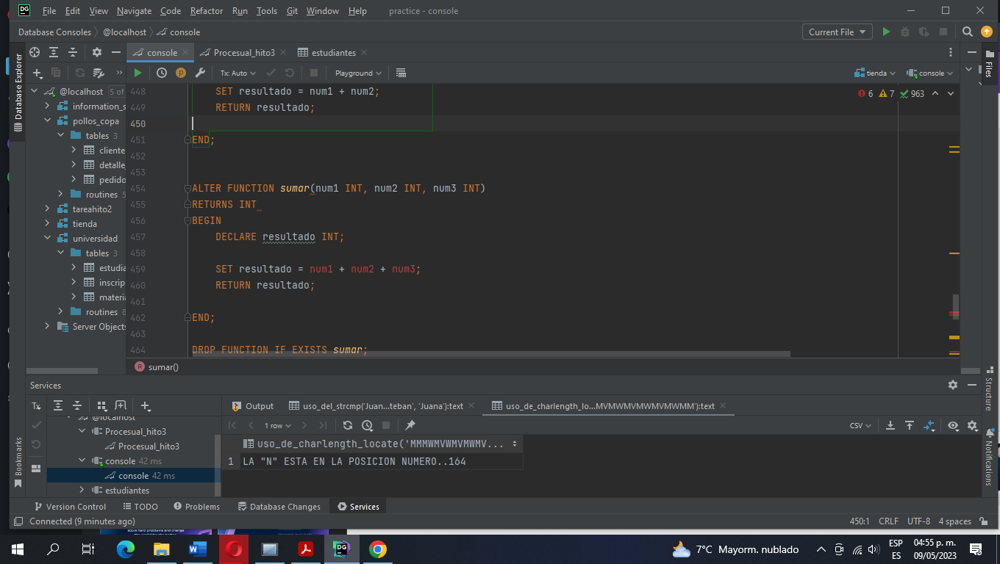 DG File Edit View Navigate Code Refactor Run Tools Git Window Help practice - console
Database Consoles @localhost console Current File
console Procesual_hito3 estudiantes
Tx: Auto Playground tienda console
Database Explorer
Files
@localhost 5 of
information_s
pollos_copa
tables 3
cliente
detalle_
pedido
routines 5
tareahito2
tienda
universidad
tables 3
estudia
inscrip
materia
routines 8
Server Objects
6 7 963
448 SET resultado = num1 + num2;
449 RETURN resultado;
450
451 END;
452
453
454 ALTER FUNCTION sumar(num1 INT, num2 INT, num3 INT)
455 RETURNS INT
456 BEGIN
457 DECLARE resultado INT;
458
459 SET resultado = num1 + num2 + num3;
460 RETURN resultado;
461
462 END;
463
464 DROP FUNCTION IF EXISTS sumar;
R sumar()
Services
Tx
@localhost
Procesual_hito3
Procesual_hito3
console 42 ms
console 42 ms
estudiantes
Output uso_del_strcmp('Juan...teban', 'Juana'):text uso_de_charlength_lo...MVMWMVMWMVMWMM'):text
1 row CSV
uso_de_charlength_locate('MMMWMVWMVMWMV...
1 LA "N" ESTA EN LA POSICION NUMERO..164
Structure
Notifications
Bookmarks
Version Control TODO Problems Database Changes Services
Connected (9 minutes ago) 450:1 CRLF UTF-8 4 spaces
7°C Mayorm. nublado
ESP
ES
04:55 p. m.
09/05/2023